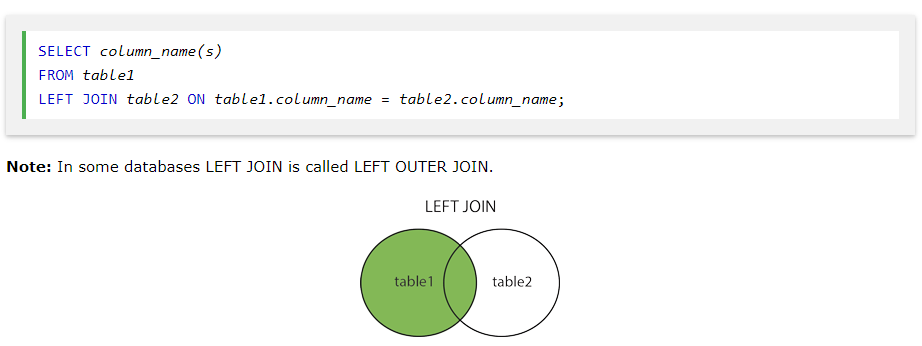 SELECT column_name(s)
FROM table1
LEFT JOIN table2 ON table1.column_name = table2.column_name;
Note: In some databases LEFT JOIN is called LEFT OUTER JOIN.
LEFT JOIN
table1 table2